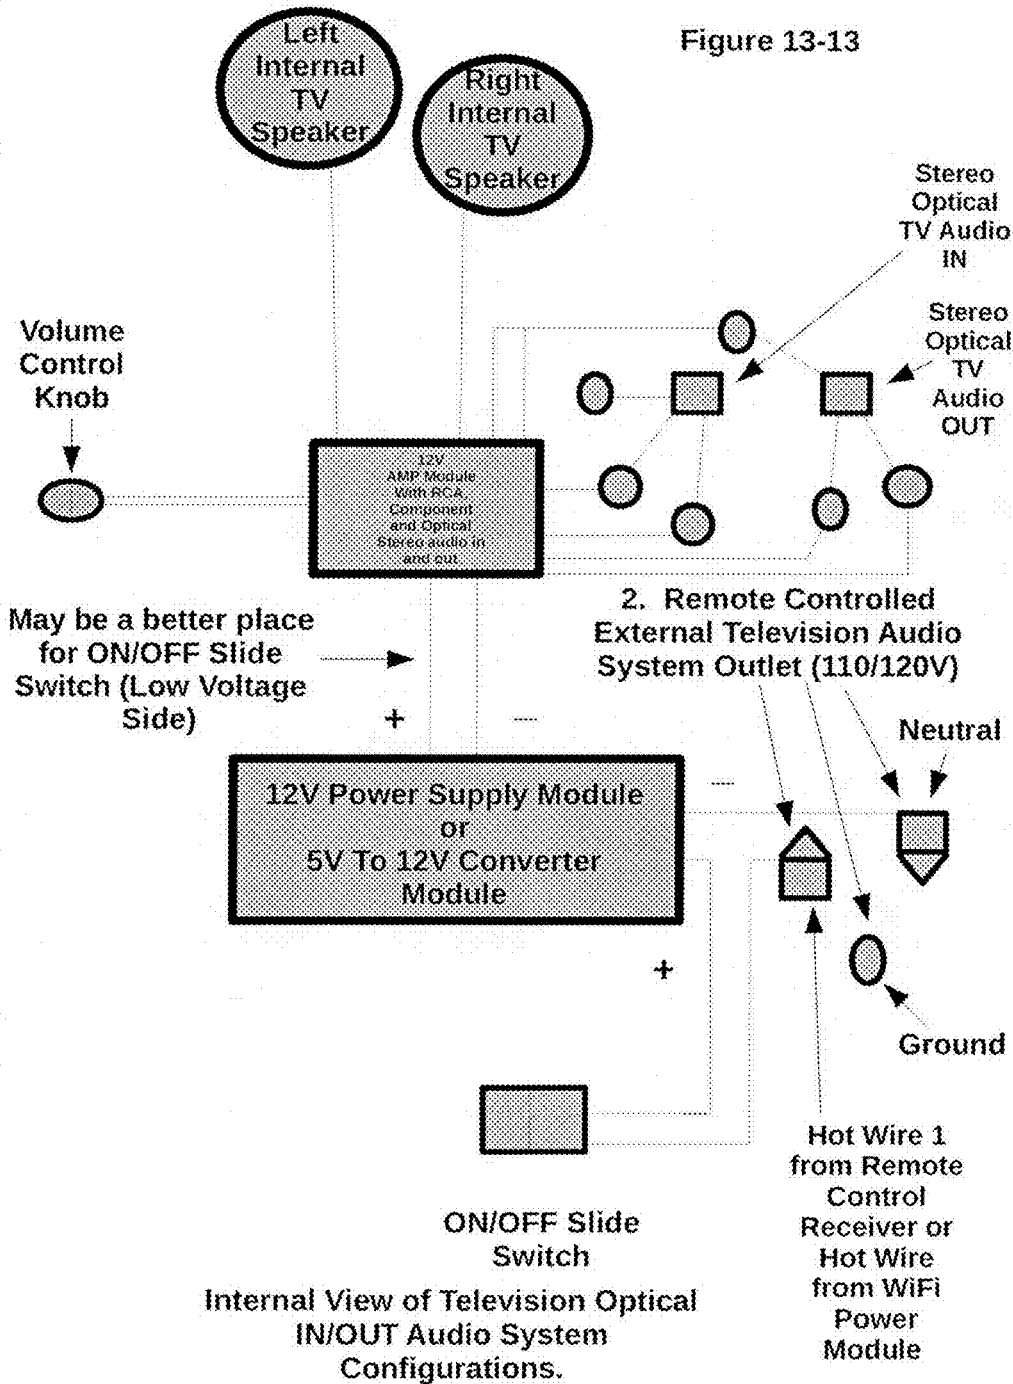 Figure 13-13
Left
Internal
TV
Speaker
Right
Internal
TV
Speaker
Stereo
Optical
TV Audio
IN
Stereo
Optical
TV
Audio
OUT
Volume
Control
Knob
12V
AMP Module
With RCA,
Component
and Optical
Stereo audio in
and out
May be a better place
for ON/OFF Slide
Switch (Low Voltage
Side)
+
—
2. Remote Controlled
External Television Audio
System Outlet (110/120V)
Neutral
—
12V Power Supply Module
or
5V To 12V Converter
Module
+
Ground
Hot Wire 1
from Remote
Control
Receiver or
Hot Wire
from WiFi
Power
Module
ON/OFF Slide
Switch
Internal View of Television Optical
IN/OUT Audio System
Configurations.